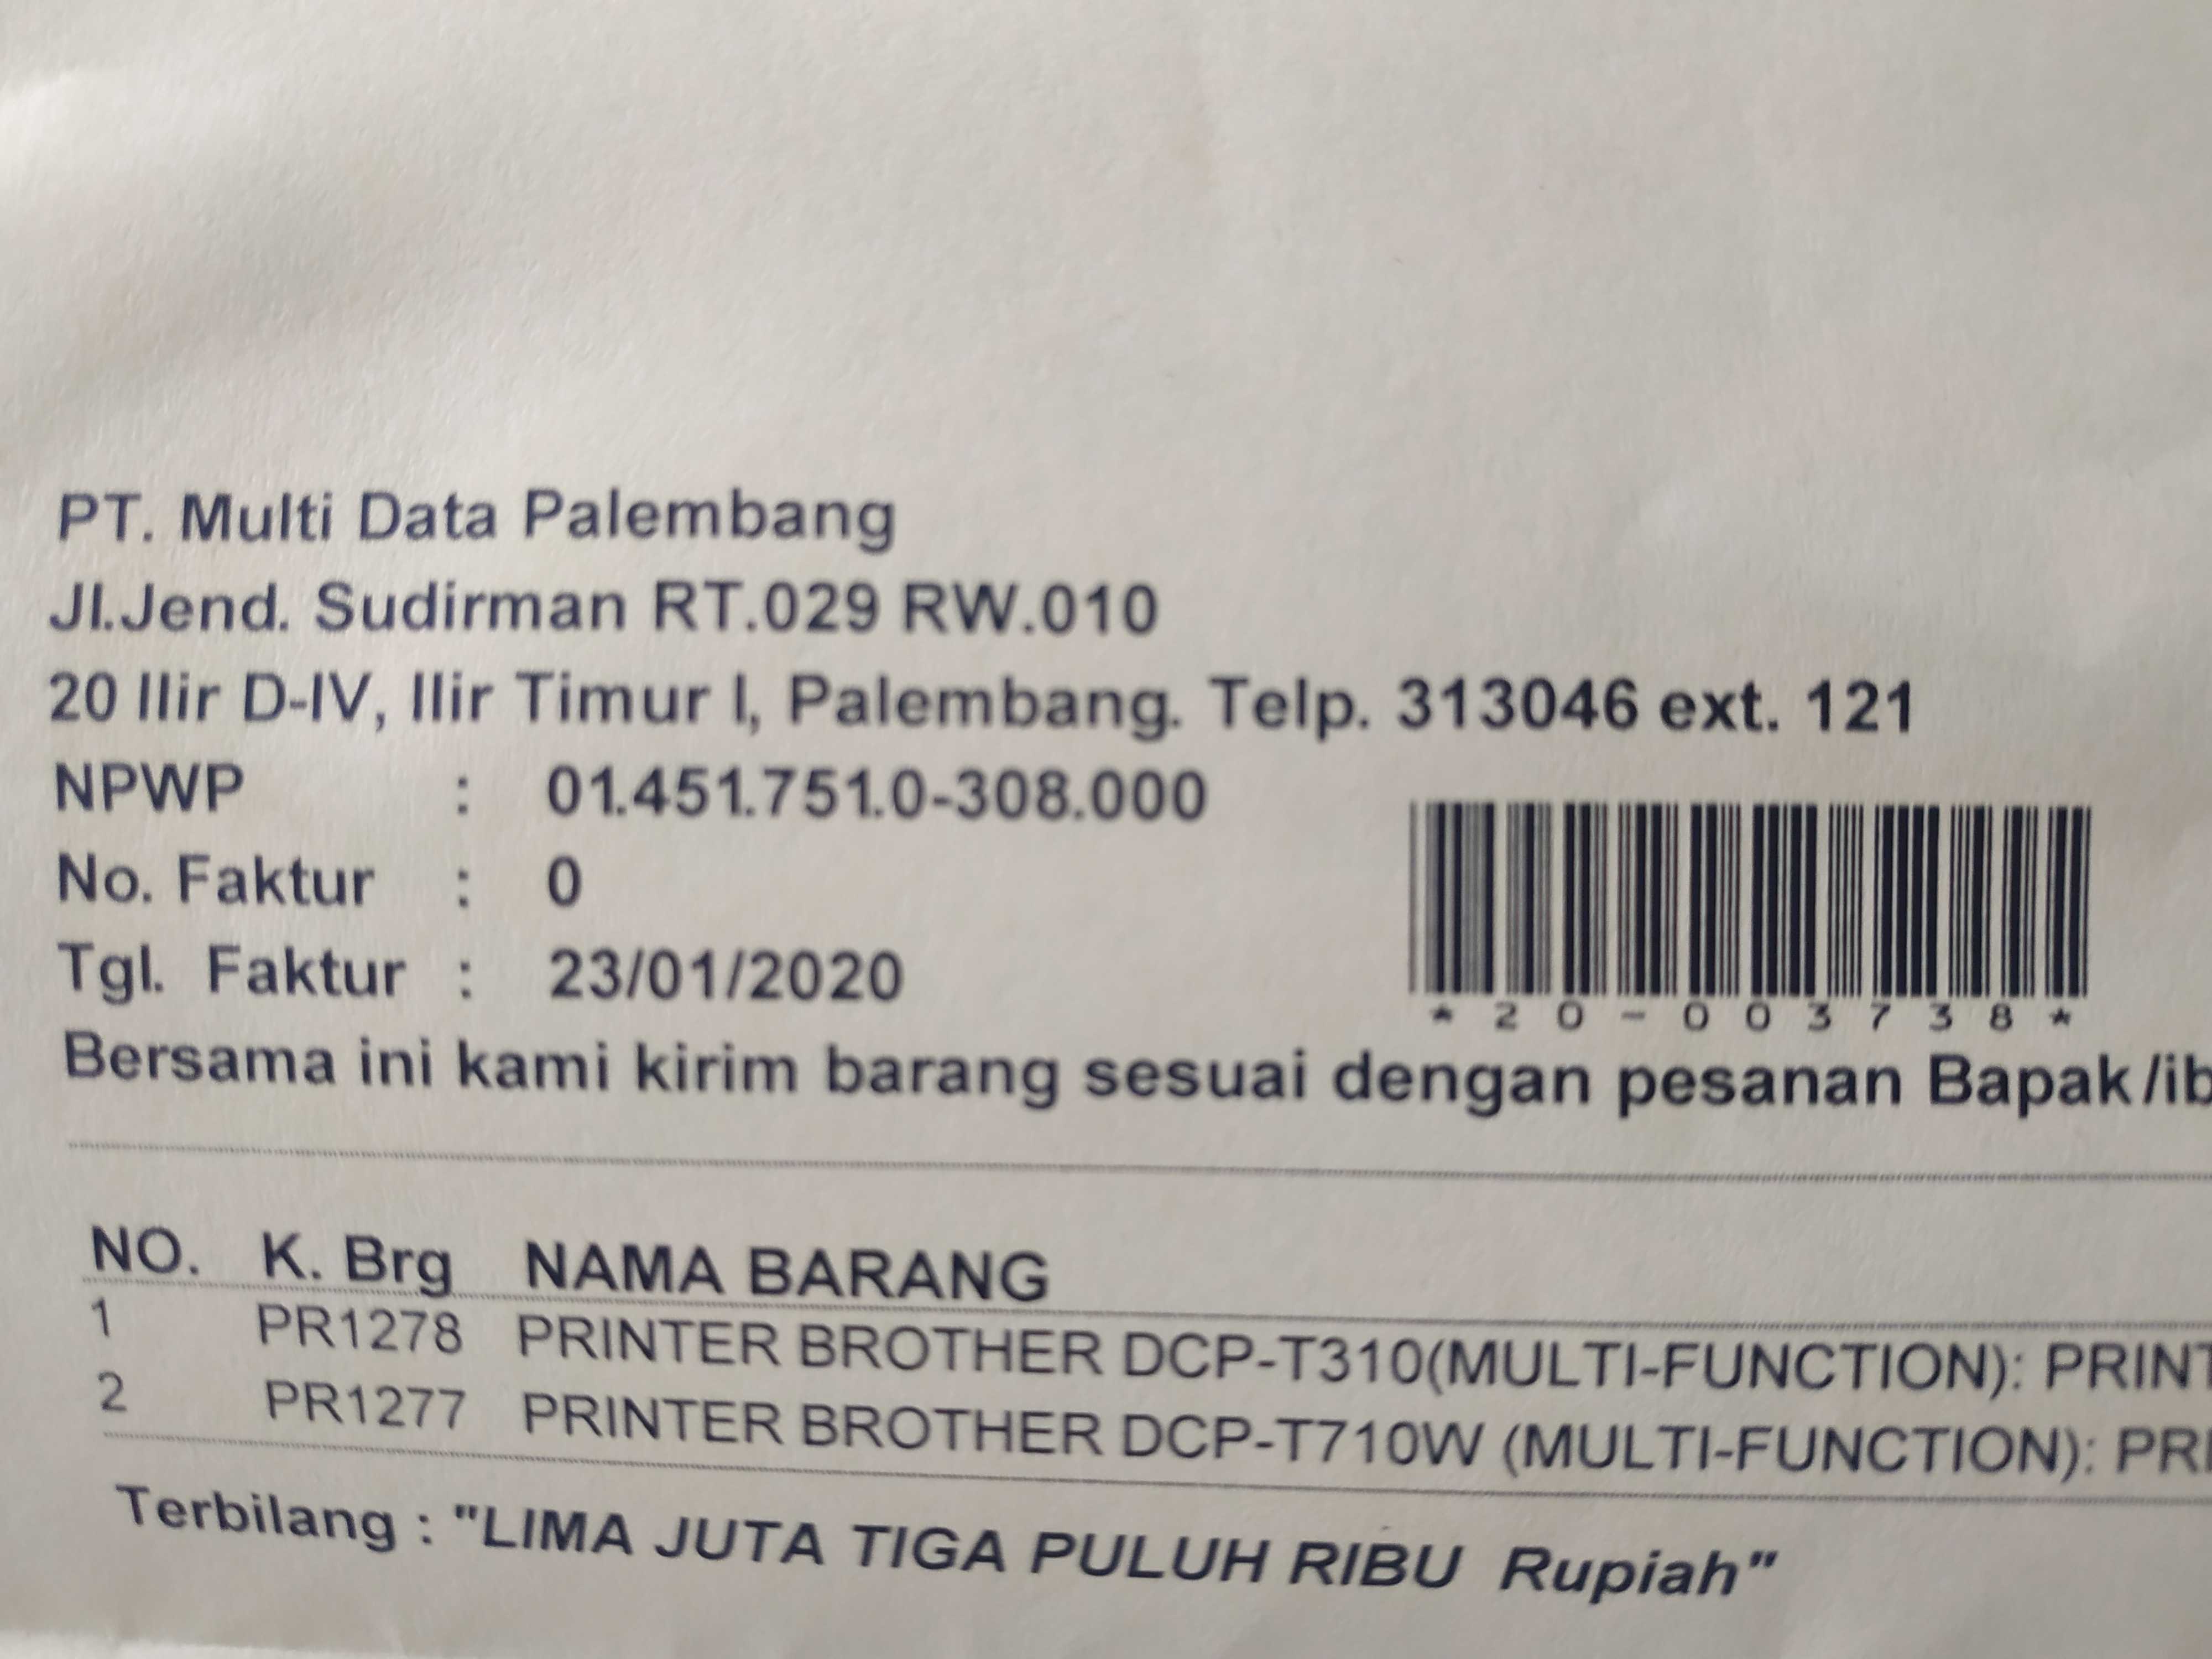 PT. Multi Data Palembang
Jl.Jend. Sudirman RT.029 RW.010
20 Ilir D-IV, Ilir Timur I, Palembang. Telp. 313046 ext. 121
NPWP : 01.451.751.0-308.000
No. Faktur : 0
Tgl. Faktur : 23/01/2020
*20-003738*
Bersama ini kami kirim barang sesuai dengan pesanan Bapak/ib
NO. K. Brg NAMA BARANG
1 PR1278 PRINTER BROTHER DCP-T310(MULTI-FUNCTION): PRINT
2 PR1277 PRINTER BROTHER DCP-T710W (MULTI-FUNCTION): PRI
Terbilang : "LIMA JUTA TIGA PULUH RIBU Rupiah"